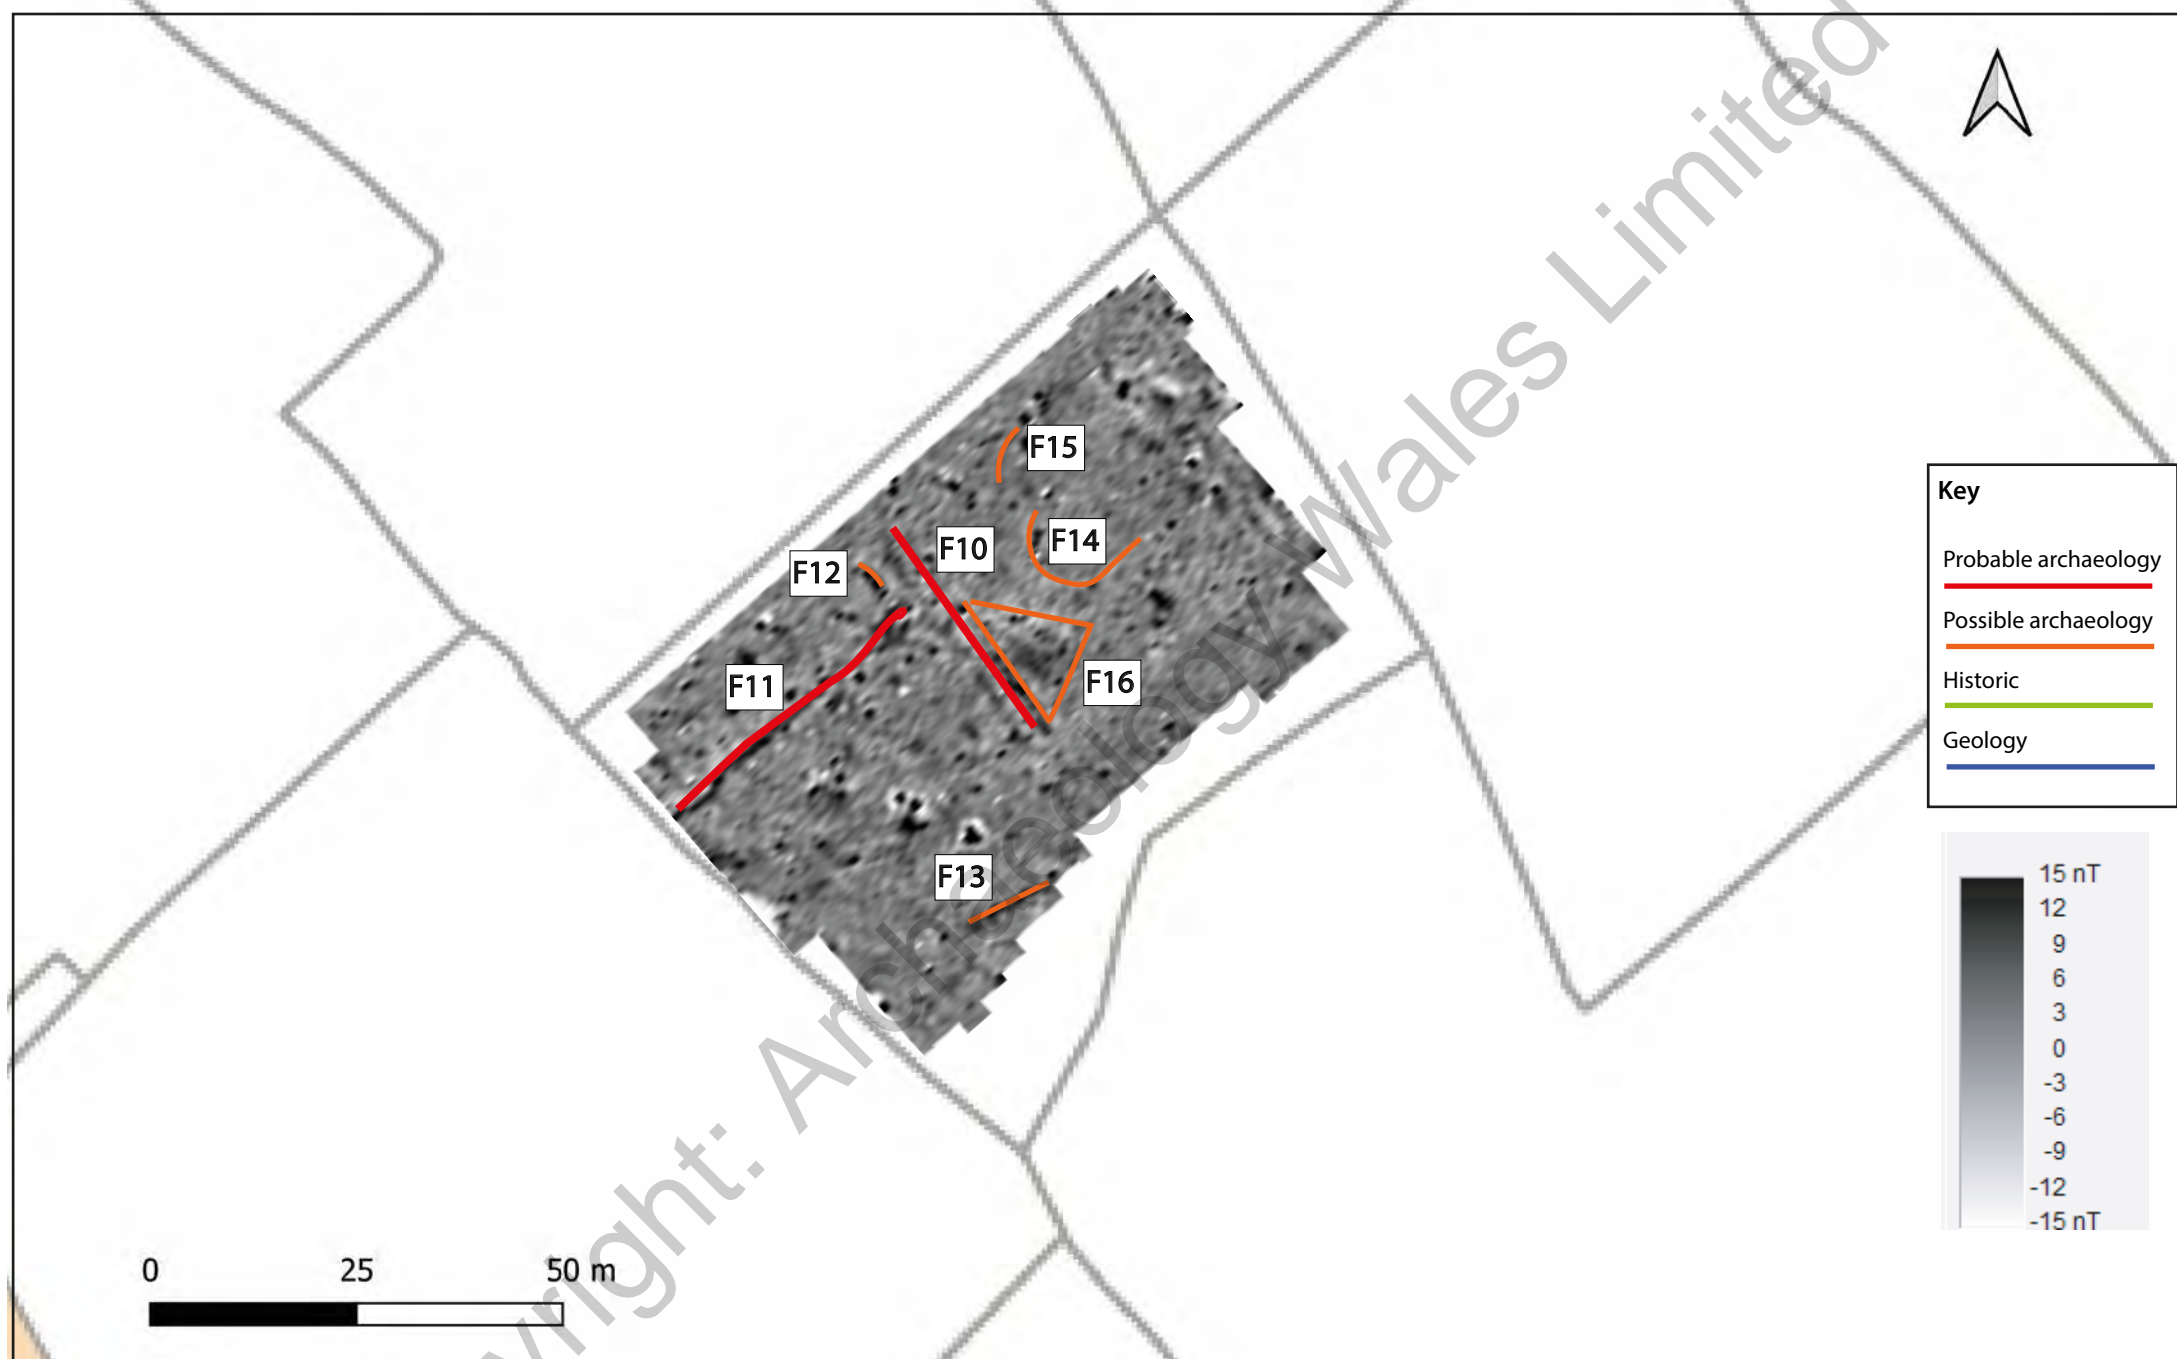 F15
F10
F14
F12
F11
F16
F13
Key
Probable archaeology
Possible archaeology
Historic
Geology
15 nT
12
9
6
3
0
-3
-6
-9
-12
-15 nT
0 25 50 m
right: Archaeology Wales Limited